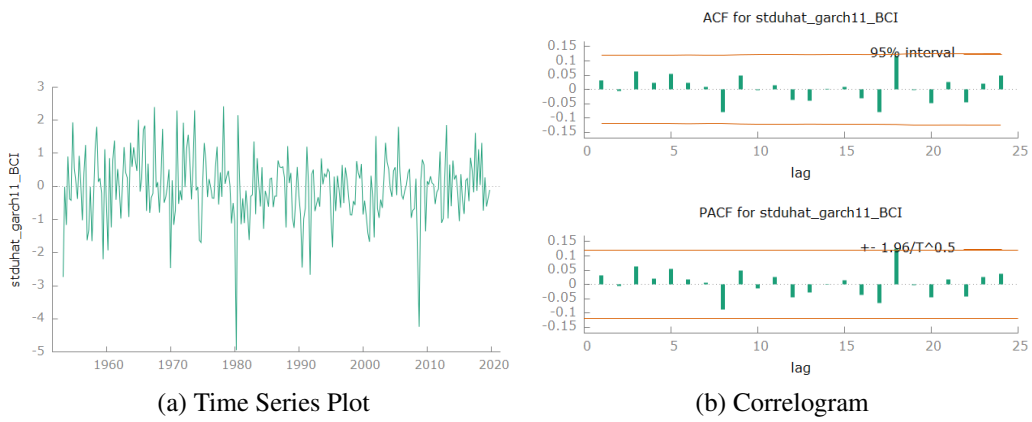 stduhat_garch11_BCI
3
2
1
0
-1
-2
-3
-4
-5
1960 1970 1980 1990 2000 2010 2020
(a) Time Series Plot
ACF for stduhat_garch11_BCI
95% interval
0.15
0.1
0.05
0
-0.05
-0.1
-0.15
0 5 10 15 20 25
lag
PACF for stduhat_garch11_BCI
+- 1.96/T^0.5
0.15
0.1
0.05
0
-0.05
-0.1
-0.15
0 5 10 15 20 25
lag
(b) Correlogram